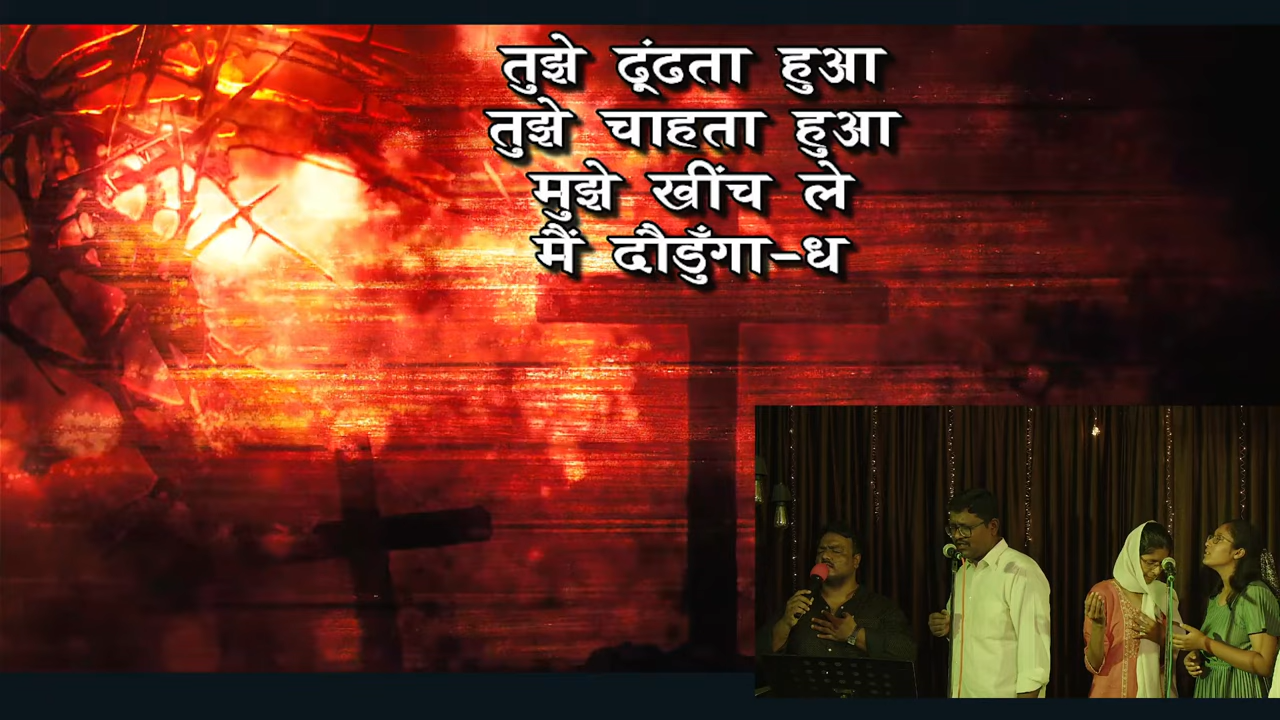 तुझे ढूंढता हुआ
तुझे चाहता हुआ
मुझे खींच ले
मैं दौडुँगा-ध